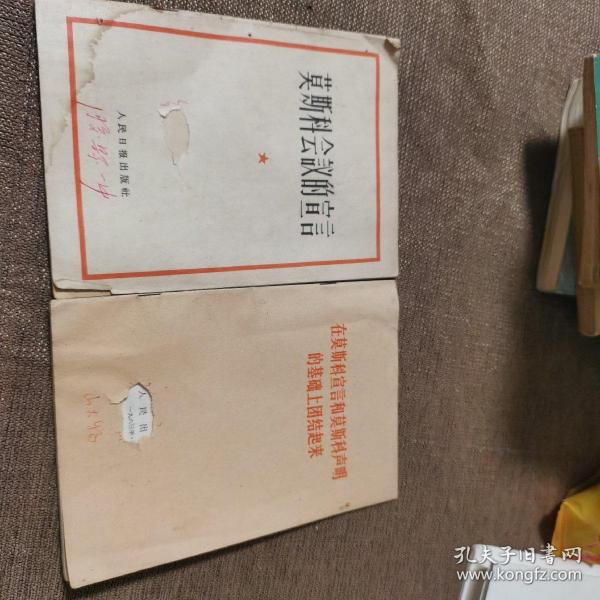 莫斯科会议的宣言
人民日报出版社
在莫斯科宣言和莫斯科声明
的基础上团结起来
人民出
孔夫子旧书网
www.kongfz.com